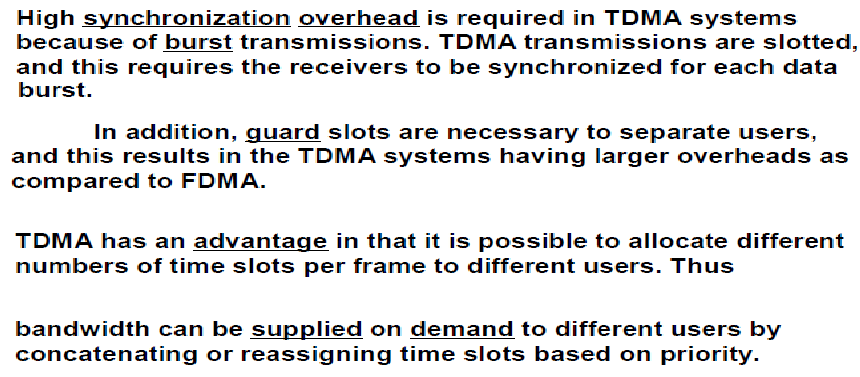 High synchronization overhead is required in TDMA systems
because of burst transmissions. TDMA transmissions are slotted,
and this requires the receivers to be synchronized for each data
burst.
In addition, guard slots are necessary to separate users,
and this results in the TDMA systems having larger overheads as
compared to FDMA.
TDMA has an advantage in that it is possible to allocate different
numbers of time slots per frame to different users. Thus
bandwidth can be supplied on demand to different users by
concatenating or reassigning time slots based on priority.